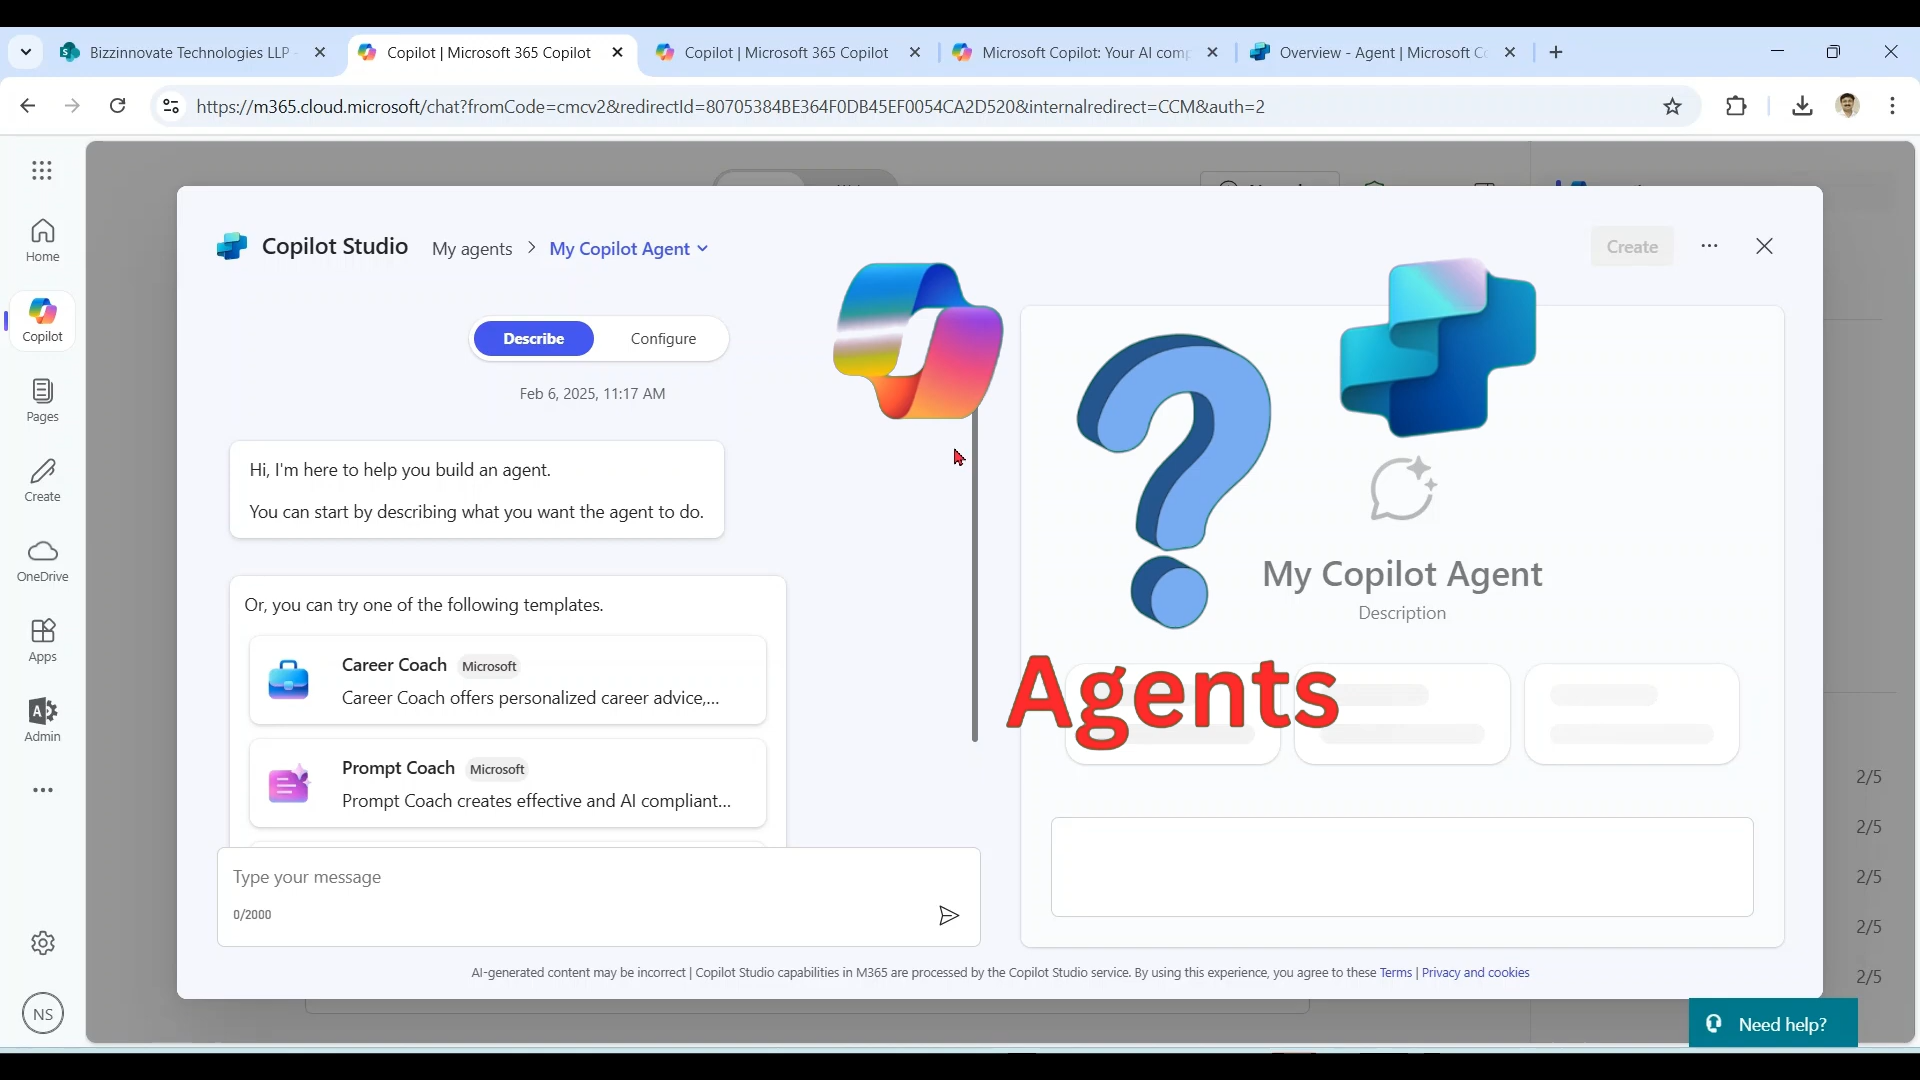 Bizzinnovate Technologies LLP -
Copilot | Microsoft 365 Copilot
Copilot | Microsoft 365 Copilot
Microsoft Copilot: Your AI comp
Overview - Agent | Microsoft Co
https://m365.cloud.microsoft/chat?fromCode=cmcv2&redirectId=80705384BE364F0DB45EF0054CA2D520&internalredirect=CCM&auth=2
Home
Copilot
Pages
Create
OneDrive
Apps
Admin
NS
Copilot Studio
My agents > My Copilot Agent
Create
Describe
Configure
Feb 6, 2025, 11:17 AM
Hi, I'm here to help you build an agent.
You can start by describing what you want the agent to do.
Or, you can try one of the following templates.
Career Coach Microsoft
Career Coach offers personalized career advice,...
Prompt Coach Microsoft
Prompt Coach creates effective and AI compliant...
Type your message
0/2000
?
Agents
My Copilot Agent
Description
2/5
2/5
2/5
2/5
2/5
AI-generated content may be incorrect | Copilot Studio capabilities in M365 are processed by the Copilot Studio service. By using this experience, you agree to these Terms | Privacy and cookies
Need help?